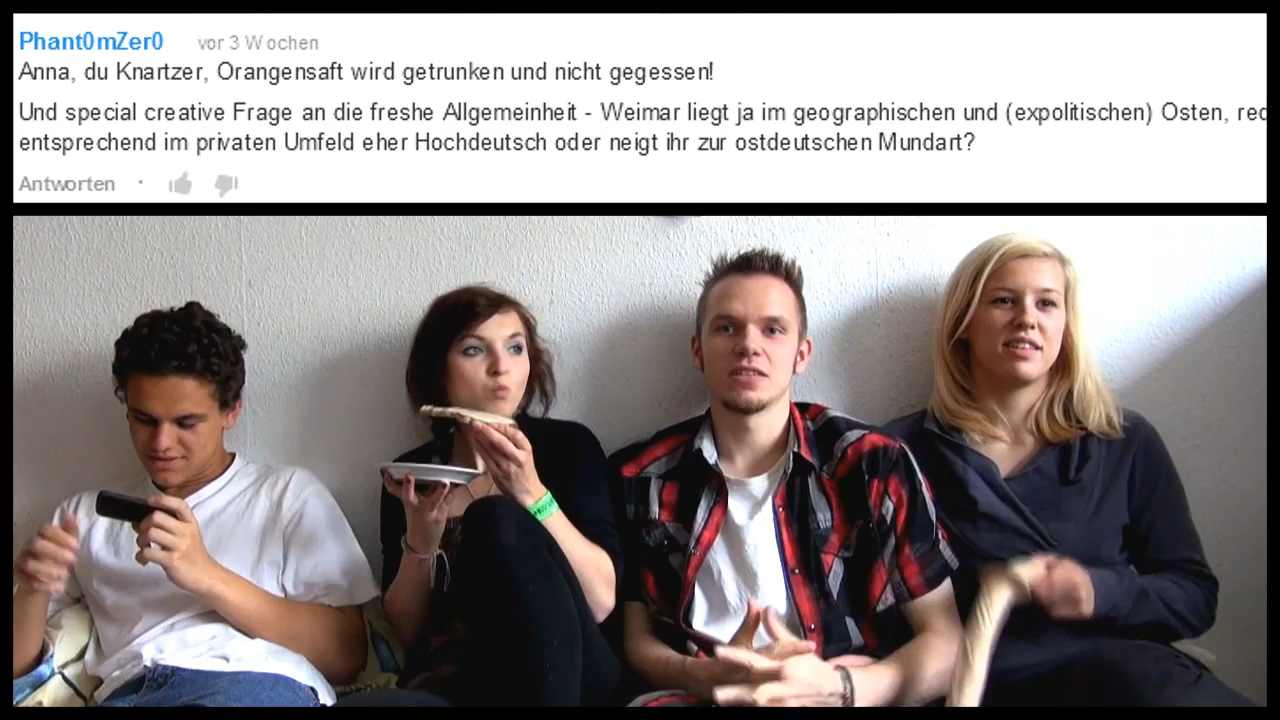 Phant0mZer0 vor 3 Wochen
Anna, du Knartzer, Orangensaft wird getrunken und nicht gegessen!
Und special creative Frage an die freshe Allgemeinheit - Weimar liegt ja im geographischen und (expolitischen) Osten,
entsprechend im privaten Umfeld eher Hochdeutsch oder neigt ihr zur ostdeutschen Mundart?
Antworten ·